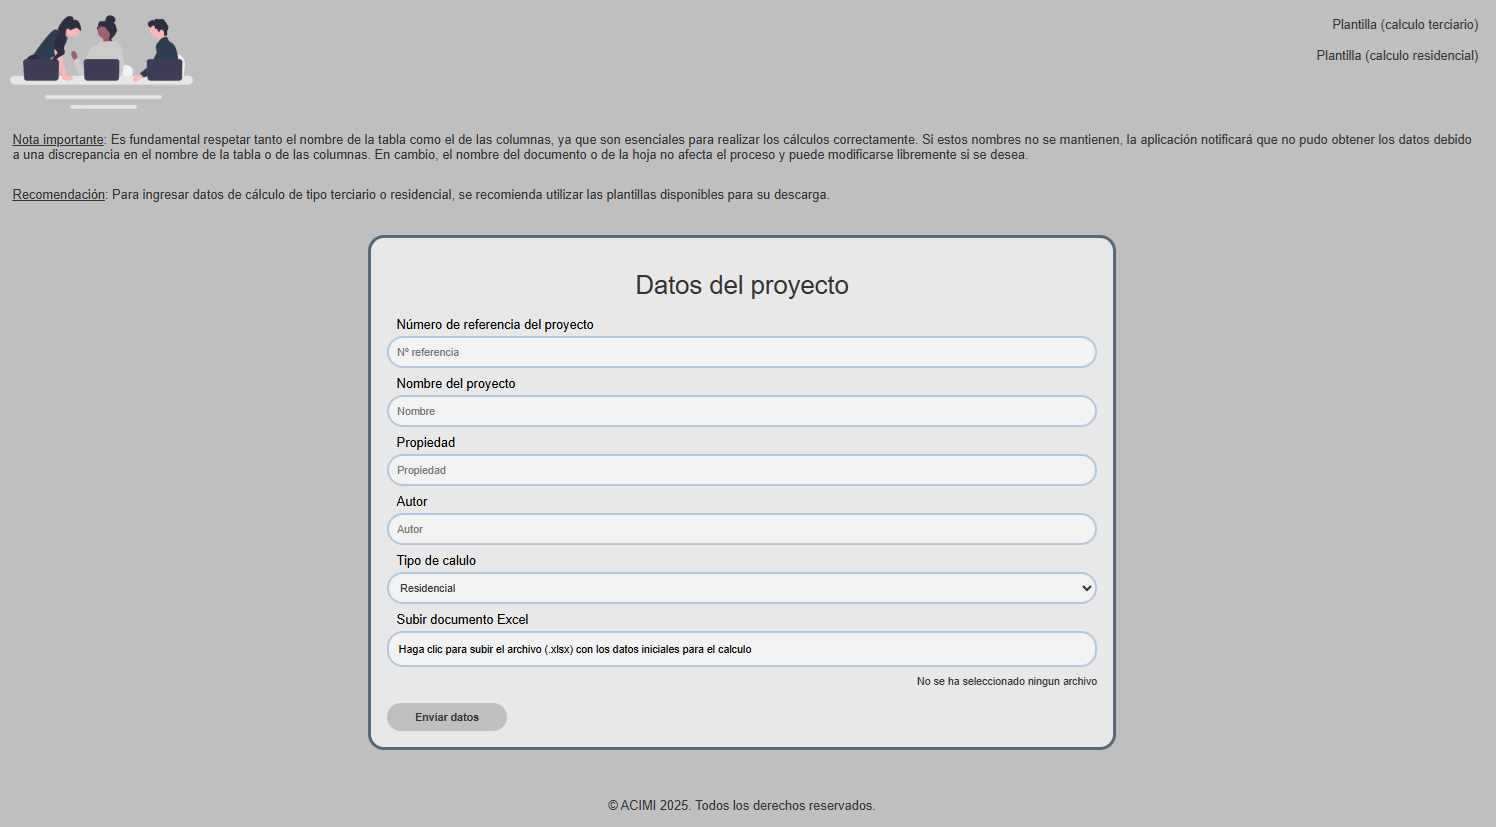 Plantilla (calculo terciario)
Plantilla (calculo residencial)
Nota importante: Es fundamental respetar tanto el nombre de la tabla como el de las columnas, ya que son esenciales para realizar los cálculos correctamente. Si estos nombres no se mantienen, la aplicación notificará que no pudo obtener los datos debido
a una discrepancia en el nombre de la tabla o de las columnas. En cambio, el nombre del documento o de la hoja no afecta el proceso y puede modificarse libremente si se desea.
Recomendación: Para ingresar datos de cálculo de tipo terciario o residencial, se recomienda utilizar las plantillas disponibles para su descarga.
Datos del proyecto
Número de referencia del proyecto
Nº referencia
Nombre del proyecto
Nombre
Propiedad
Propiedad
Autor
Autor
Tipo de calulo
Residencial
Subir documento Excel
Haga clic para subir el archivo (.xlsx) con los datos iniciales para el calculo
No se ha seleccionado ningun archivo
Enviar datos
© ACIMI 2025. Todos los derechos reservados.